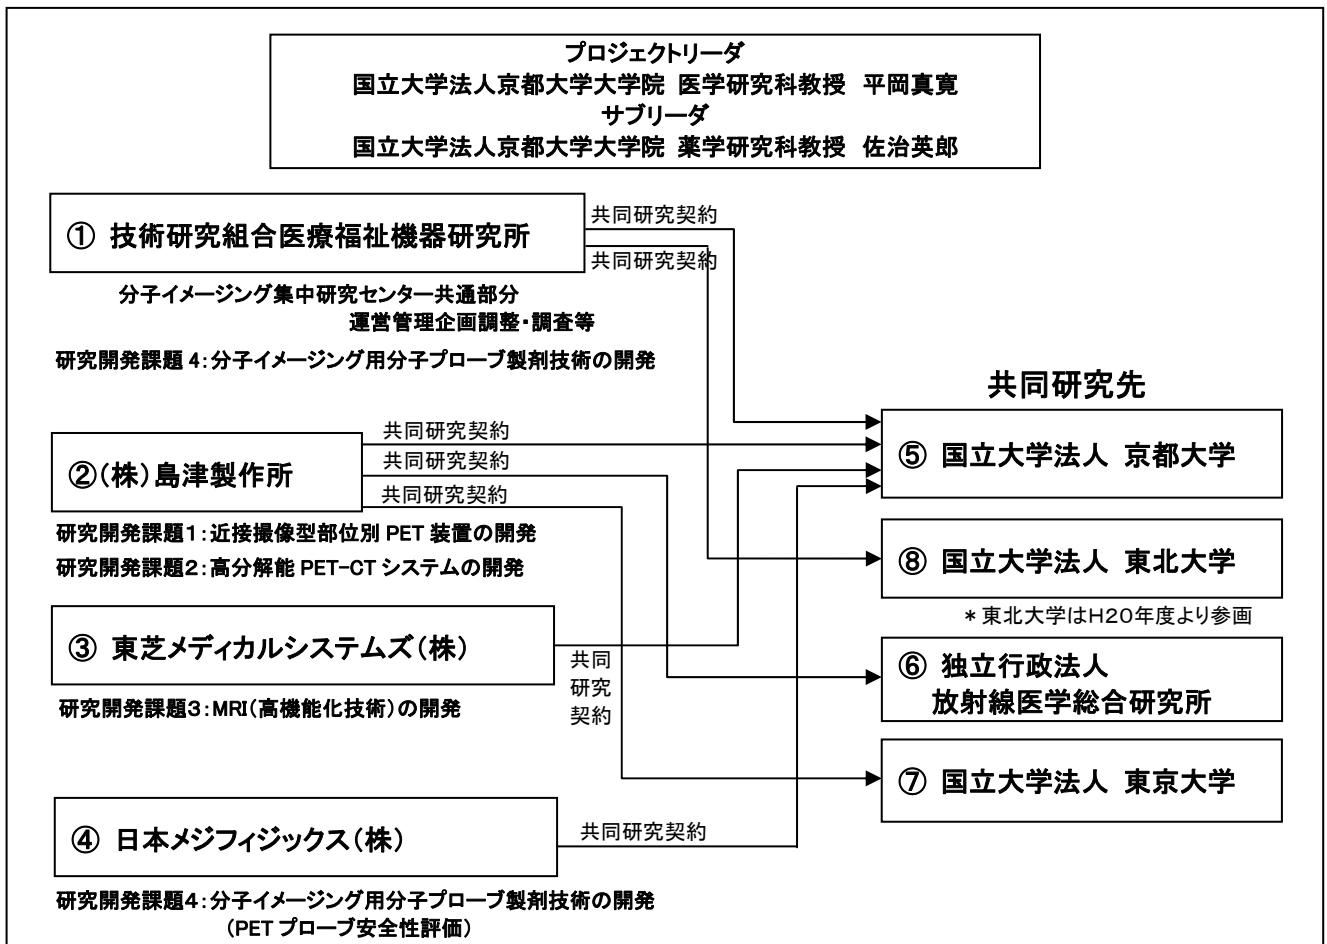 プロジェクトリーダ
国立大学法人京都大学大学院 医学研究科教授 平岡真寛
サブリーダ
国立大学法人京都大学大学院 薬学研究科教授 佐治英郎
① 技術研究組合医療福祉機器研究所
共同研究契約
共同研究契約
分子イメージング集中研究センター共通部分
運営管理企画調整・調査等
研究開発課題4:分子イメージング用分子プローブ製剤技術の開発
共同研究先
②(株)島津製作所
共同研究契約
共同研究契約
共同研究契約
研究開発課題1:近接撮像型部位別PET装置の開発
研究開発課題2:高分解能PET-CTシステムの開発
⑤ 国立大学法人 京都大学
⑧ 国立大学法人 東北大学
*東北大学はH20年度より参画
③ 東芝メディカルシステムズ(株)
共同
研究
契約
研究開発課題3:MRI(高機能化技術)の開発
⑥ 独立行政法人
放射線医学総合研究所
⑦ 国立大学法人 東京大学
④ 日本メジフィジックス(株)
共同研究契約
研究開発課題4:分子イメージング用分子プローブ製剤技術の開発
(PETプローブ安全性評価)